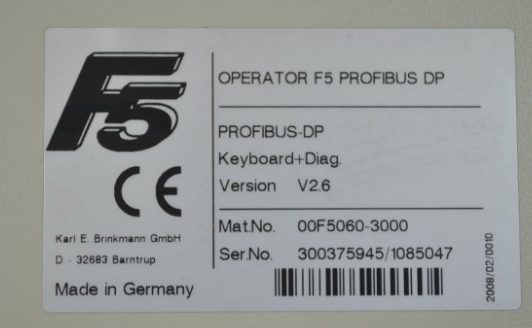 F5
CE
Karl E. Brinkmann GmbH
D - 32683 Barntrup
Made in Germany
OPERATOR F5 PROFIBUS DP
PROFIBUS-DP
Keyboard+Diag.
Version V2.6
Mat.No. 00F5060-3000
Ser.No. 300375945/1085047
2008/02/0010